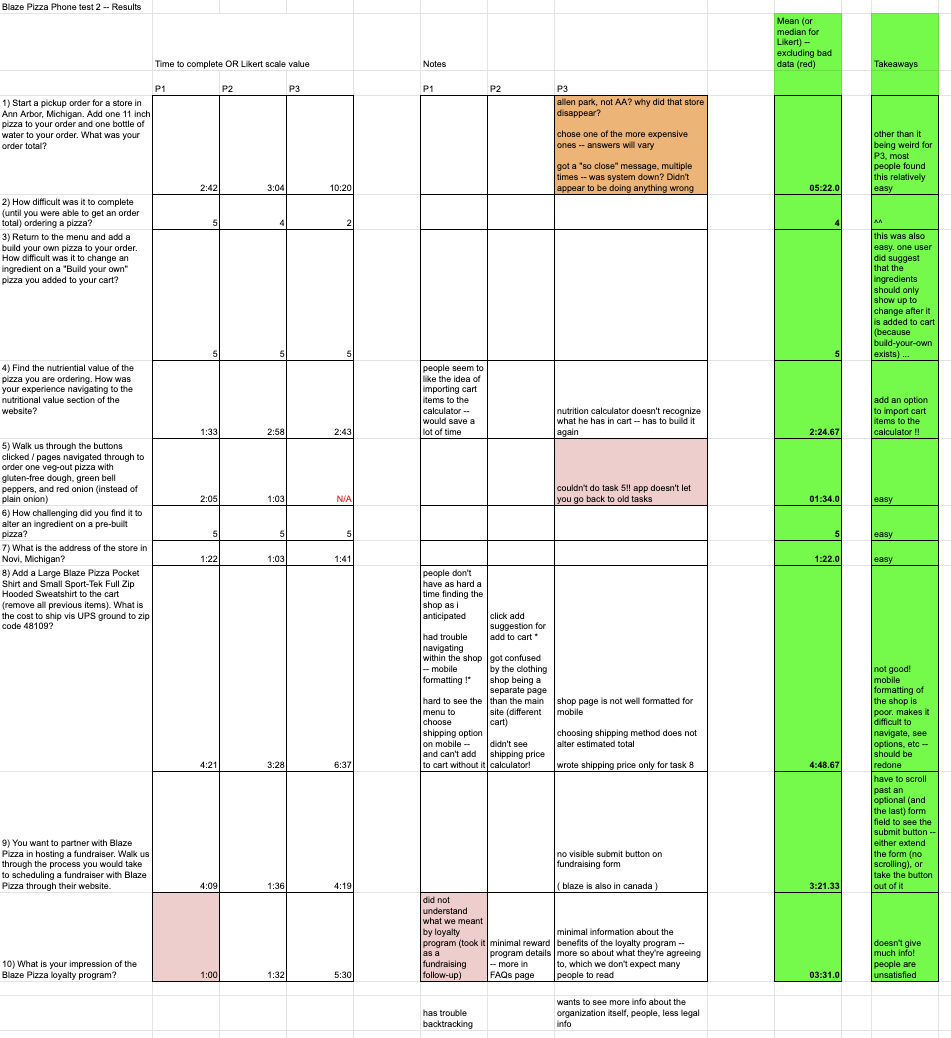 Blaze Pizza Phone test 2 -- Results
Time to complete OR Likert scale value
Notes
Mean (or
median for
Likert) --
excluding bad
data (red)
Takeaways
P1
P2
P3
P1
P2
P3
1) Start a pickup order for a store in
Ann Arbor, Michigan. Add one 11 inch
pizza to your order and one bottle of
water to your order. What was your
order total?
2:42
3:04
10:20
allen park, not AA? why did that store
disappear?
chose one of the more expensive
ones -- answers will vary
got a "so close" message, multiple
times -- was system down? Didn't
appear to be doing anything wrong
05:22.0
other than it
being weird for
P3, most
people found
this relatively
easy
2) How difficult was it to complete
(until you were able to get an order
total) ordering a pizza?
5
4
2
4
^^
3) Return to the menu and add a
build your own pizza to your order.
How difficult was it to change an
ingredient on a "Build your own"
pizza you added to your cart?
5
5
5
5
this was also
easy. one user
did suggest
that the
ingredients
should only
show up to
change after it
is added to cart
(because
build-your-own
exists) ...
4) Find the nutriential value of the
pizza you are ordering. How was
your experience navigating to the
nutritional value section of the
website?
1:33
2:58
2:43
people seem to
like the idea of
importing cart
items to the
calculator --
would save a
lot of time
nutrition calculator doesn't recognize
what he has in cart -- has to build it
again
2:24.67
add an option
to import cart
items to the
calculator !!
5) Walk us through the buttons
clicked / pages navigated through to
order one veg-out pizza with
gluten-free dough, green bell
peppers, and red onion (instead of
plain onion)
2:05
1:03
N/A
couldn't do task 5!! app doesn't let
you go back to old tasks
01:34.0
easy
6) How challenging did you find it to
alter an ingredient on a pre-built
pizza?
5
5
5
5
easy
7) What is the address of the store in
Novi, Michigan?
1:22
1:03
1:41
1:22.0
easy
8) Add a Large Blaze Pizza Pocket
Shirt and Small Sport-Tek Full Zip
Hooded Sweatshirt to the cart
(remove all previous items). What is
the cost to ship vis UPS ground to zip
code 48109?
4:21
3:28
6:37
people don't
have as hard a
time finding the
shop as i
anticipated
had trouble
navigating
within the shop
-- mobile
formatting !*
hard to see the
menu to
choose
shipping option
on mobile --
and can't add
to cart without it
click add
suggestion for
add to cart *
got confused
by the clothing
shop being a
separate page
than the main
site (different
cart)
didn't see
shipping price
calculator!
shop page is not well formatted for
mobile
choosing shipping method does not
alter estimated total
wrote shipping price only for task 8
4:48.67
not good!
mobile
formatting of
the shop is
poor. makes it
difficult to
navigate, see
options, etc --
should be
redone
9) You want to partner with Blaze
Pizza in hosting a fundraiser. Walk us
through the process you would take
to scheduling a fundraiser with Blaze
Pizza through their website.
4:09
1:36
4:19
no visible submit button on
fundraising form
( blaze is also in canada )
3:21.33
have to scroll
past an
optional (and
the last) form
field to see the
submit button --
either extend
the form (no
scrolling), or
take the button
out of it
10) What is your impression of the
Blaze Pizza loyalty program?
1:00
1:32
5:30
did not
understand
what we meant
by loyalty
program (took it
as a
fundraising
follow-up)
minimal reward
program details
-- more in
FAQs page
minimal information about the
benefits of the loyalty program --
more so about what they're agreeing
to, which we don't expect many
people to read
03:31.0
doesn't give
much info!
people are
unsatisfied
has trouble
backtracking
wants to see more info about the
organization itself, people, less legal
info